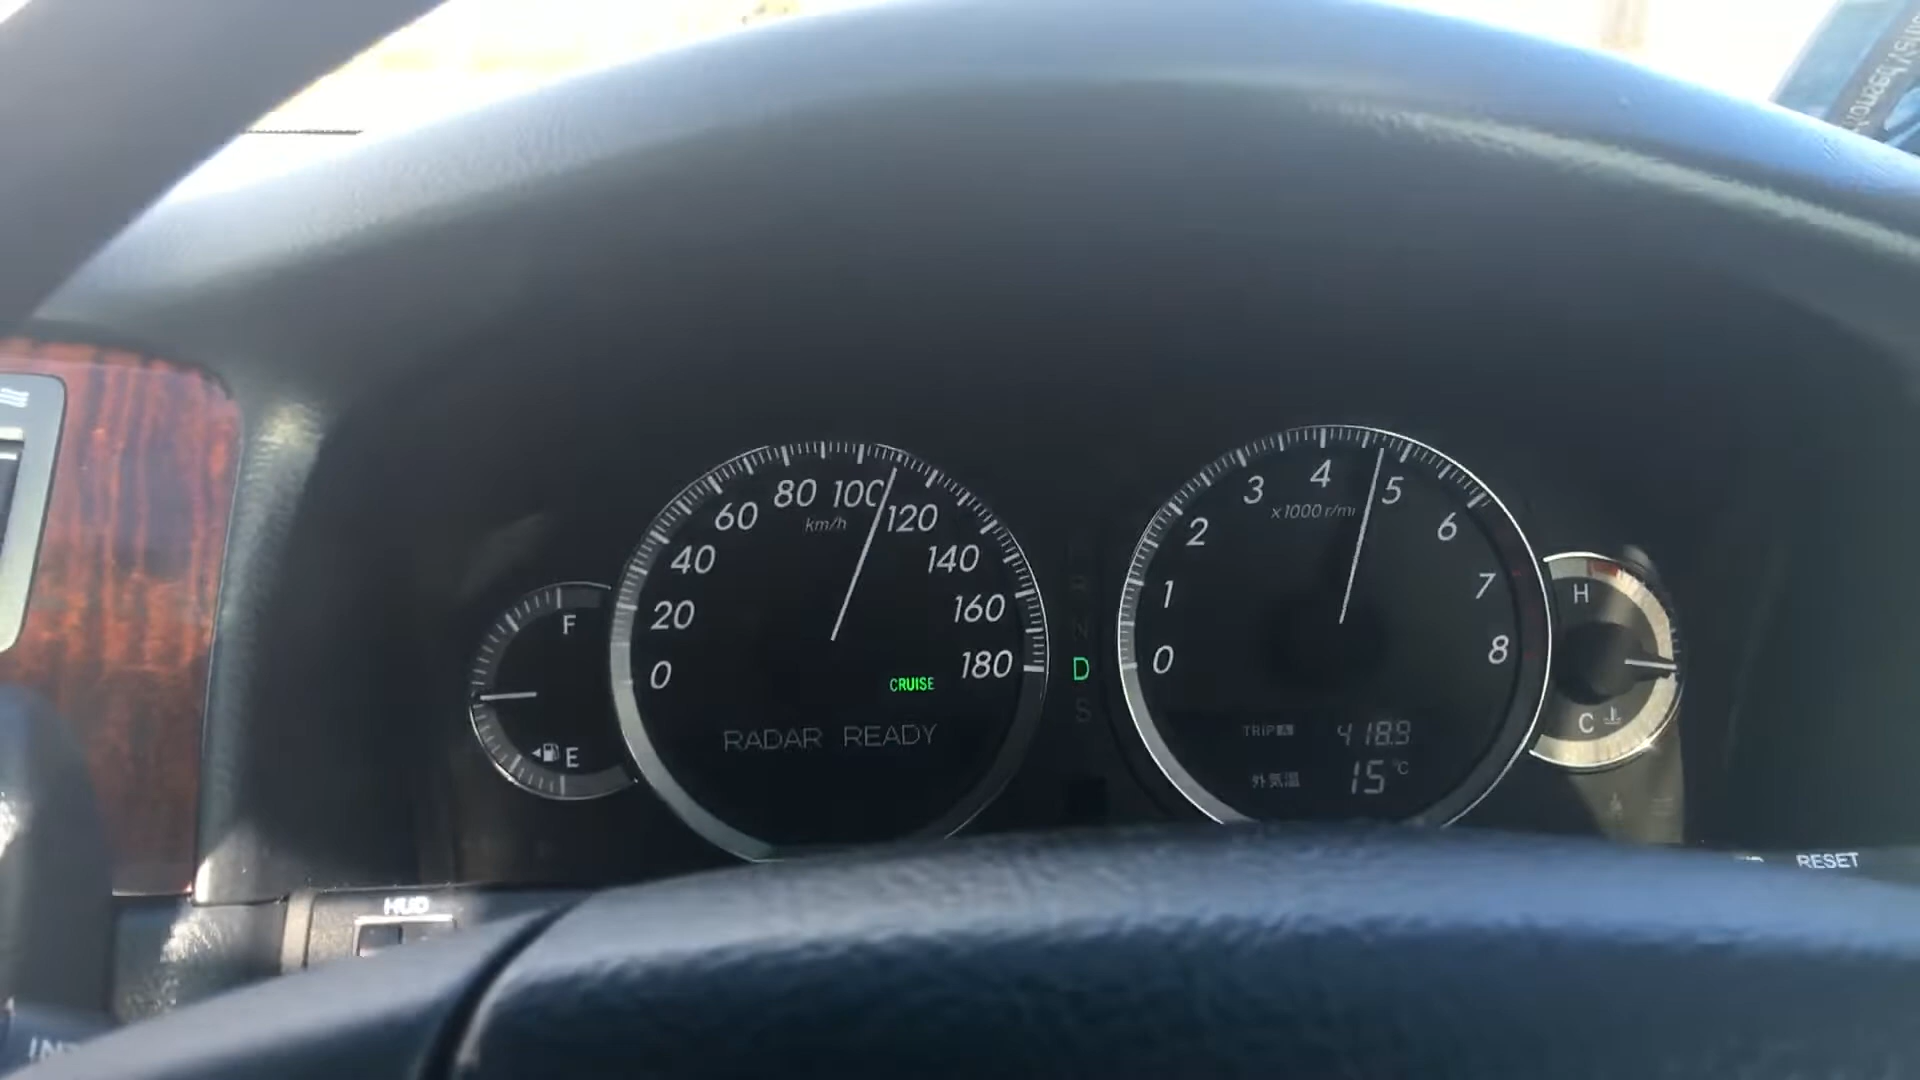 F
E
0
20
40
60
80
100
120
140
160
180
km/h
CRUISE
RADAR READY
N
D
S
0
1
2
3
4
5
6
7
8
x1000 r/mi
TRIP A 418.9
外気温 15 °C
H
C
HUD
RESET